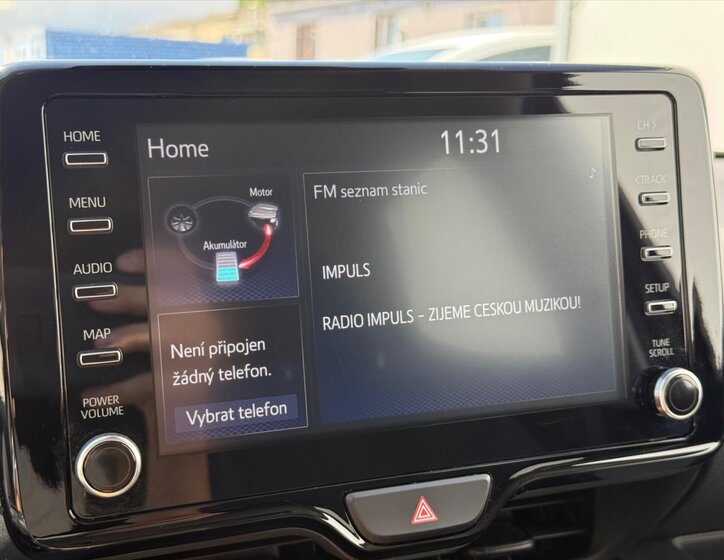 HOME
MENU
AUDIO
MAP
POWER
VOLUME
Home
11:31
Motor
Akumulátor
Není připojen
žádný telefon.
Vybrat telefon
FM seznam stanic
IMPULS
RADIO IMPULS - ZIJEME CESKOU MUZIKOU!
CH >
< TRACK
PHONE
SETUP
TUNE
SCROLL